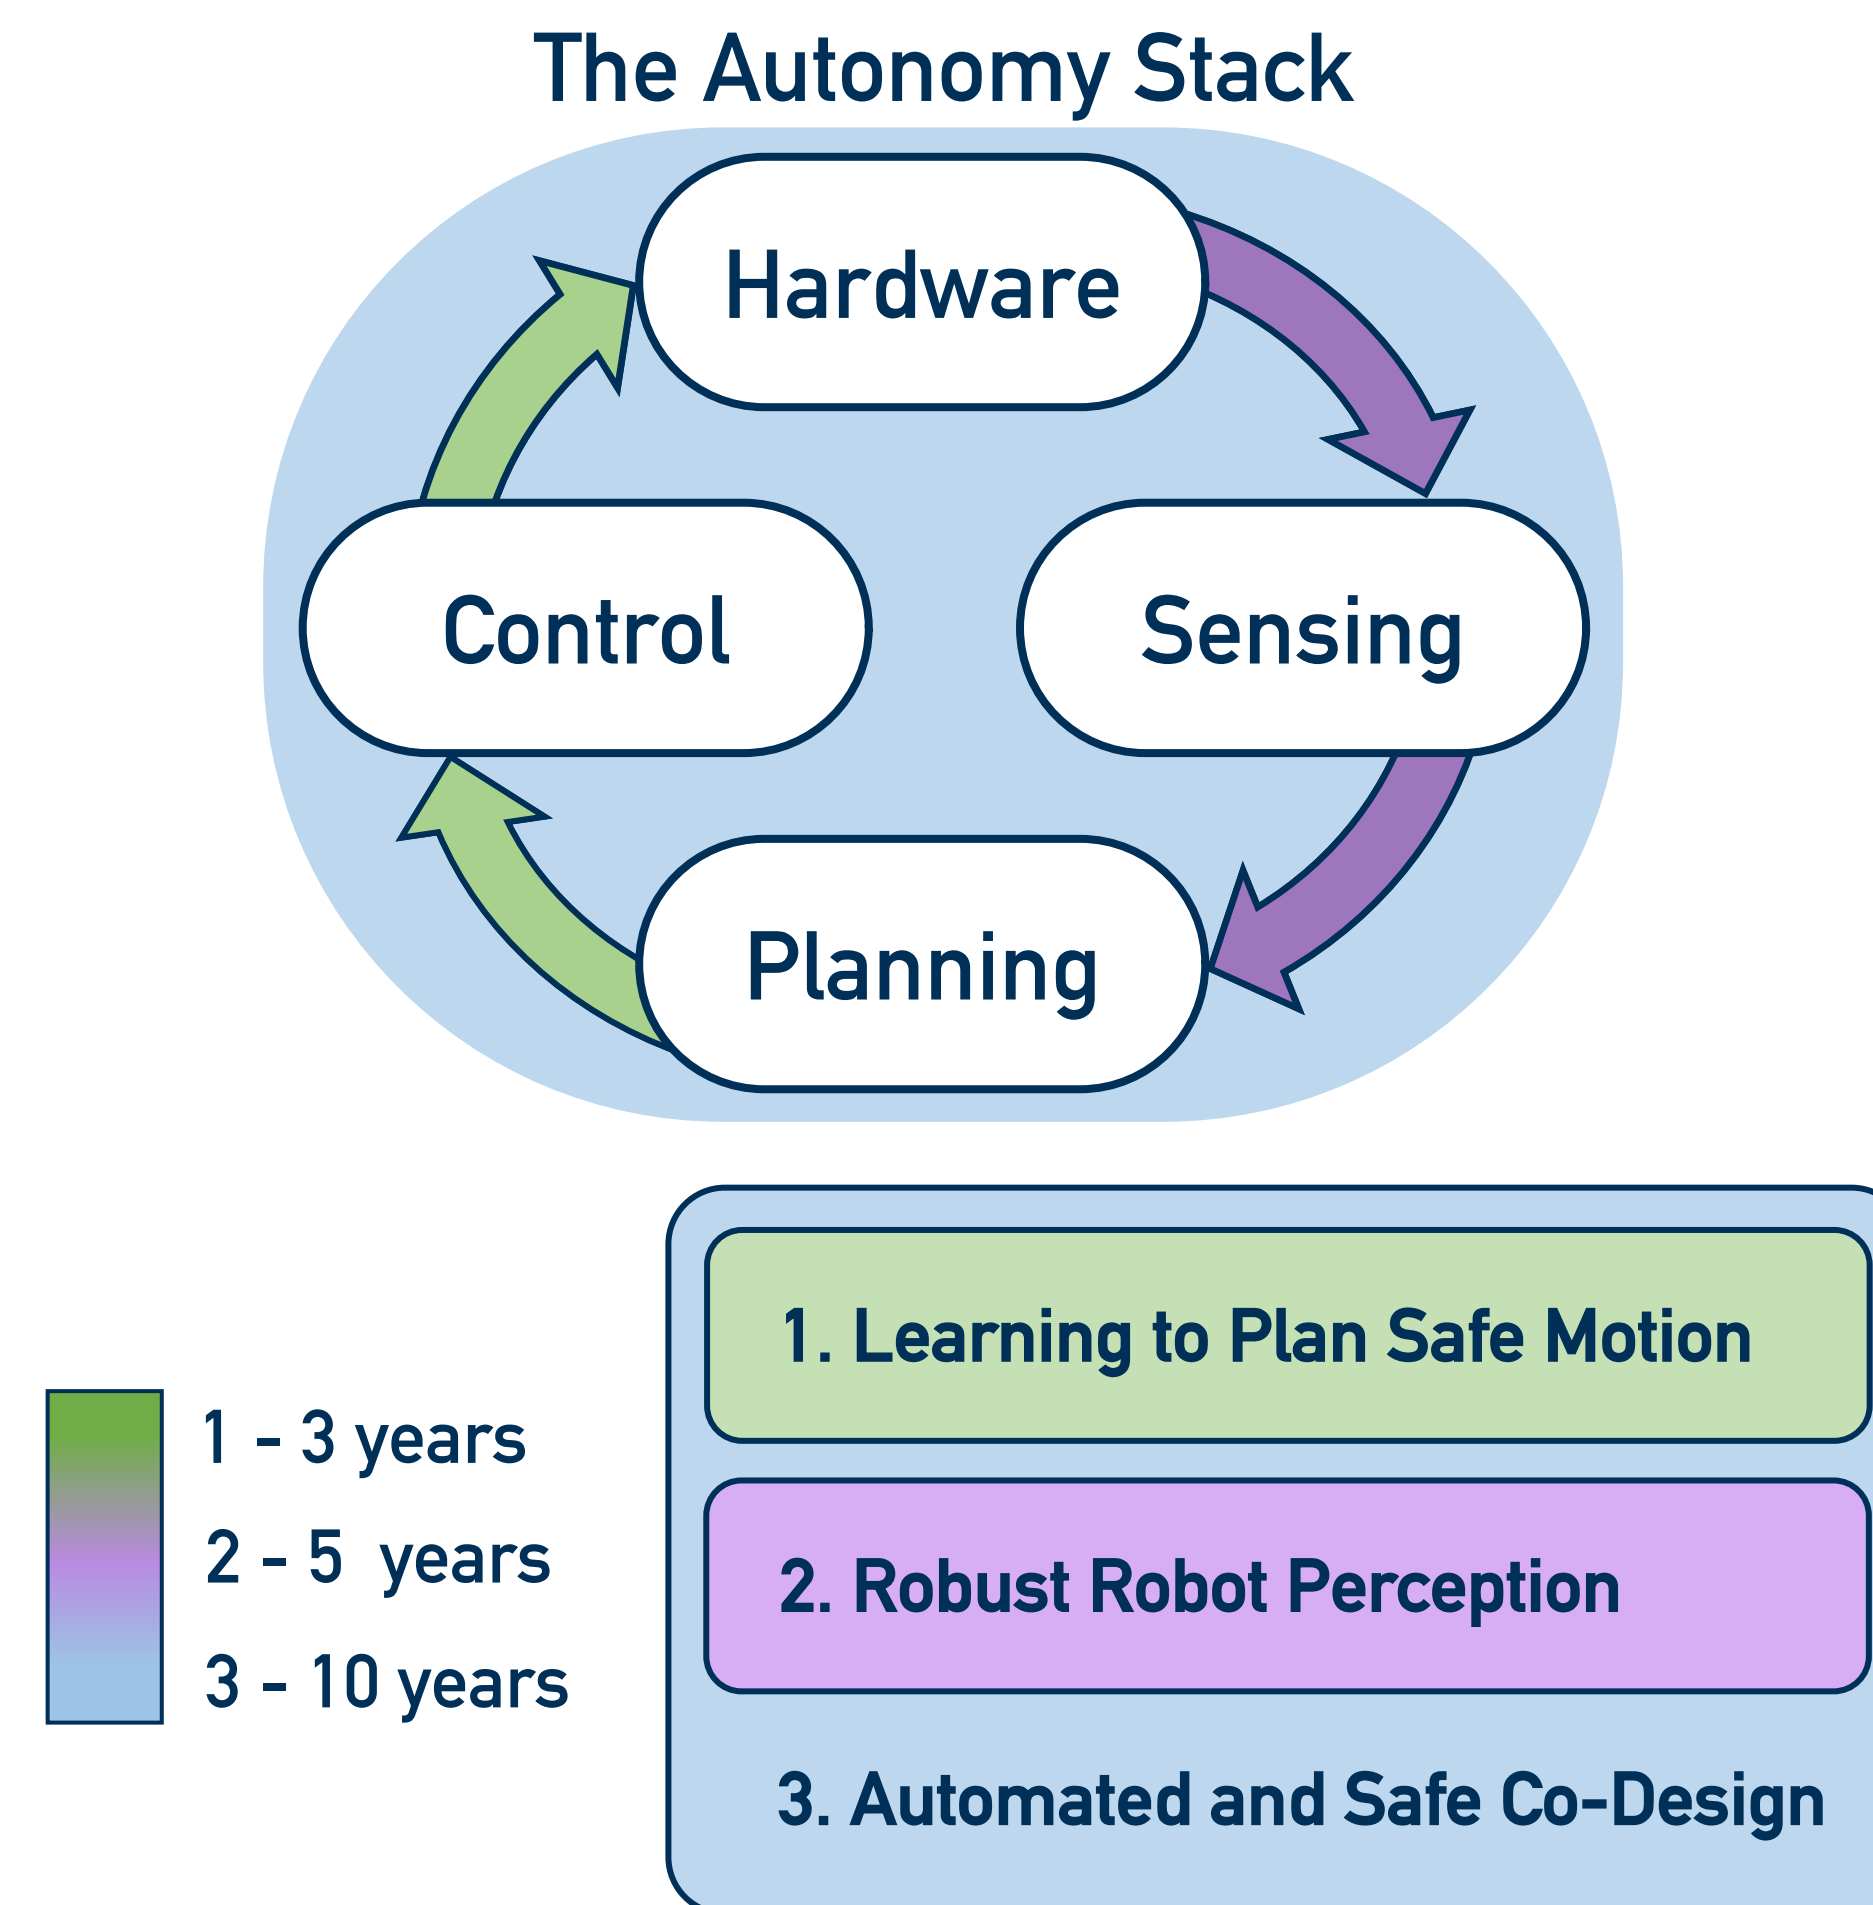 The Autonomy Stack
Hardware
Control
Sensing
Planning
1 - 3 years
2 - 5 years
3 - 10 years
1. Learning to Plan Safe Motion
2. Robust Robot Perception
3. Automated and Safe Co-Design